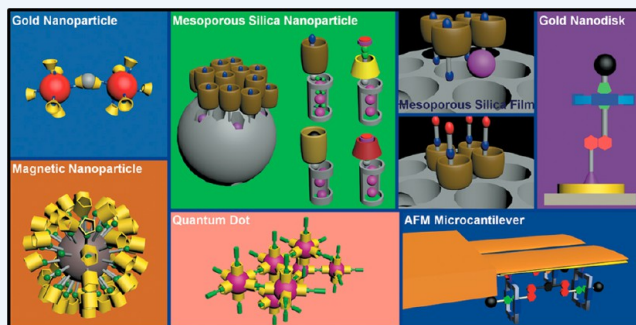 Gold Nanoparticle
Mesoporous Silica Nanoparticle
Gold Nanodisk
Mesoporous Silica Film
Magnetic Nanoparticle
Quantum Dot
AFM Microcantilever